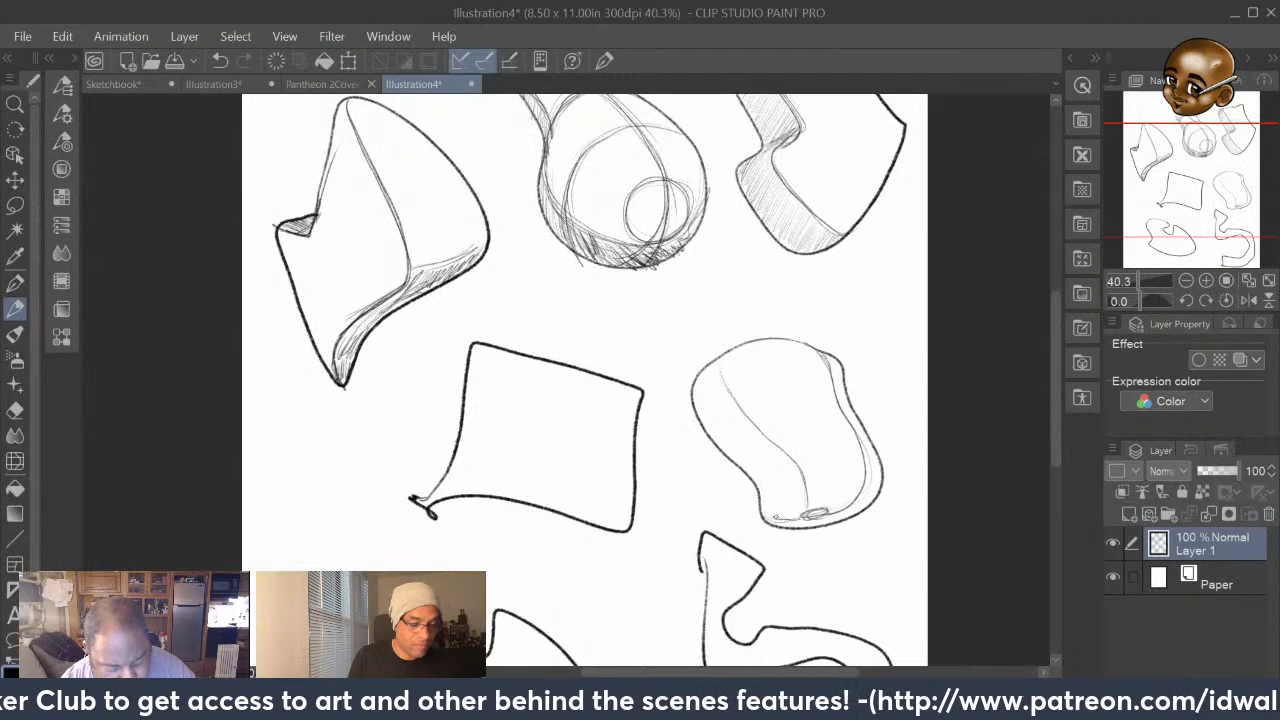 Illustration4* (8.50 x 11.00in 300dpi 40.3%) - CLIP STUDIO PAINT PRO
File Edit Animation Layer Select View Filter Window Help
Sketchbook* Illustration3* Pantheon 2Cove Illustration4*
40.3
0.0
Layer Property
Effect
Expression color
Color
Layer
Norm 100
100 % Normal
Layer 1
Paper
ker Club to get access to art and other behind the scenes features! -(http://www.patreon.com/idwal